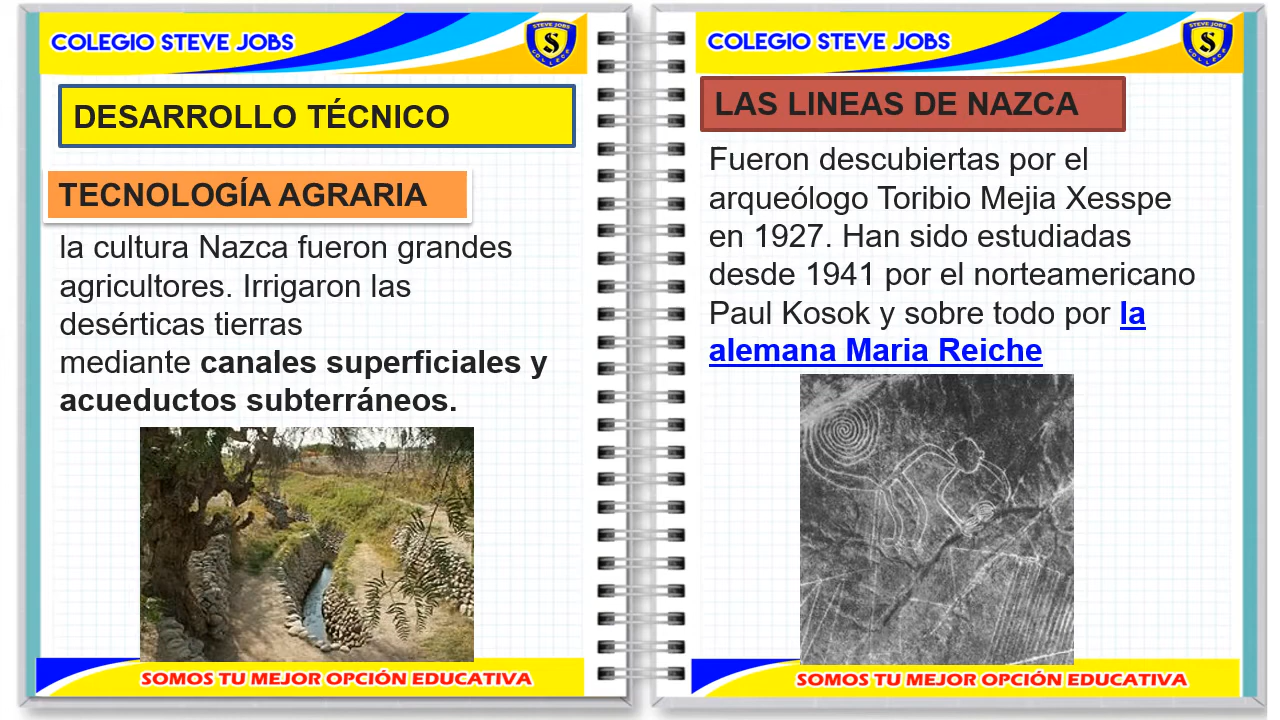 COLEGIO STEVE JOBS
S
COLLEGE
DESARROLLO TÉCNICO
TECNOLOGÍA AGRARIA
la cultura Nazca fueron grandes
agricultores. Irrigaron las
desérticas tierras
mediante canales superficiales y
acueductos subterráneos.
SOMOS TU MEJOR OPCIÓN EDUCATIVA
COLEGIO STEVE JOBS
S
COLLEGE
LAS LINEAS DE NAZCA
Fueron descubiertas por el
arqueólogo Toribio Mejia Xesspe
en 1927. Han sido estudiadas
desde 1941 por el norteamericano
Paul Kosok y sobre todo por la
alemana Maria Reiche
SOMOS TU MEJOR OPCIÓN EDUCATIVA